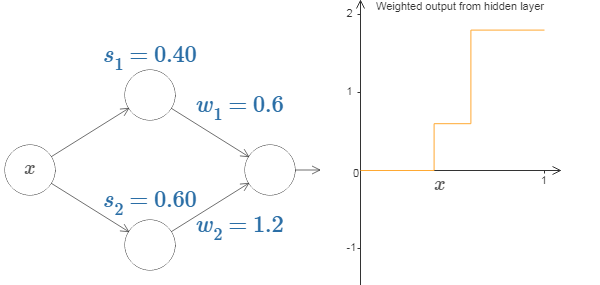 s₁ = 0.40
w₁ = 0.6
x
s₂ = 0.60
w₂ = 1.2
Weighted output from hidden layer
2
1
0
-1
x
1